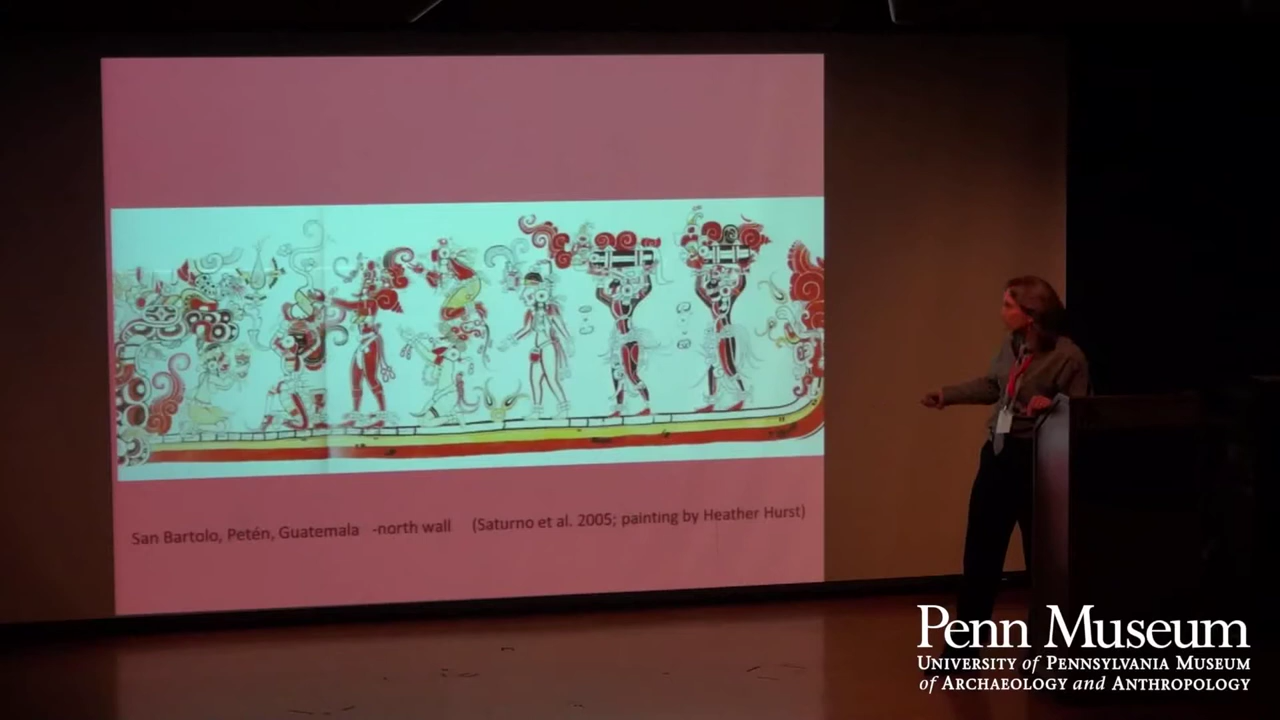 San Bartolo, Petén, Guatemala -north wall (Saturno et al. 2005; painting by Heather Hurst)
Penn Museum
UNIVERSITY of PENNSYLVANIA MUSEUM
of ARCHAEOLOGY and ANTHROPOLOGY